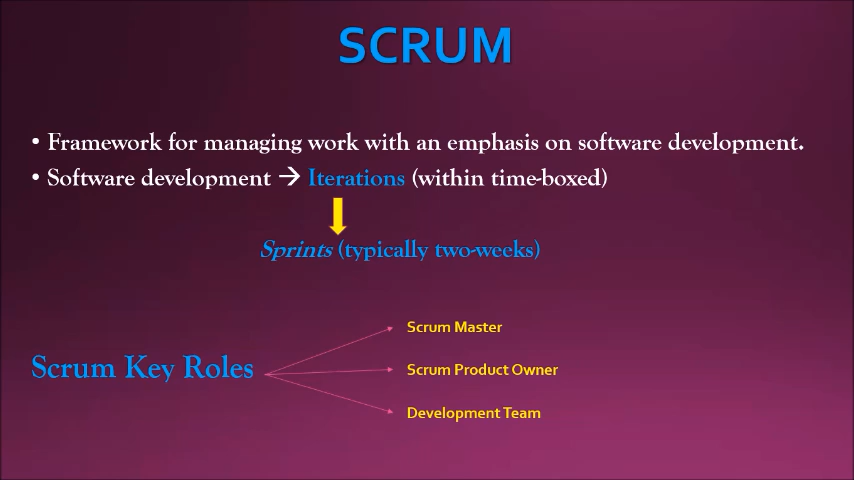 SCRUM
• Framework for managing work with an emphasis on software development.
• Software development → Iterations (within time-boxed)
Sprints (typically two-weeks)
Scrum Key Roles
Scrum Master
Scrum Product Owner
Development Team